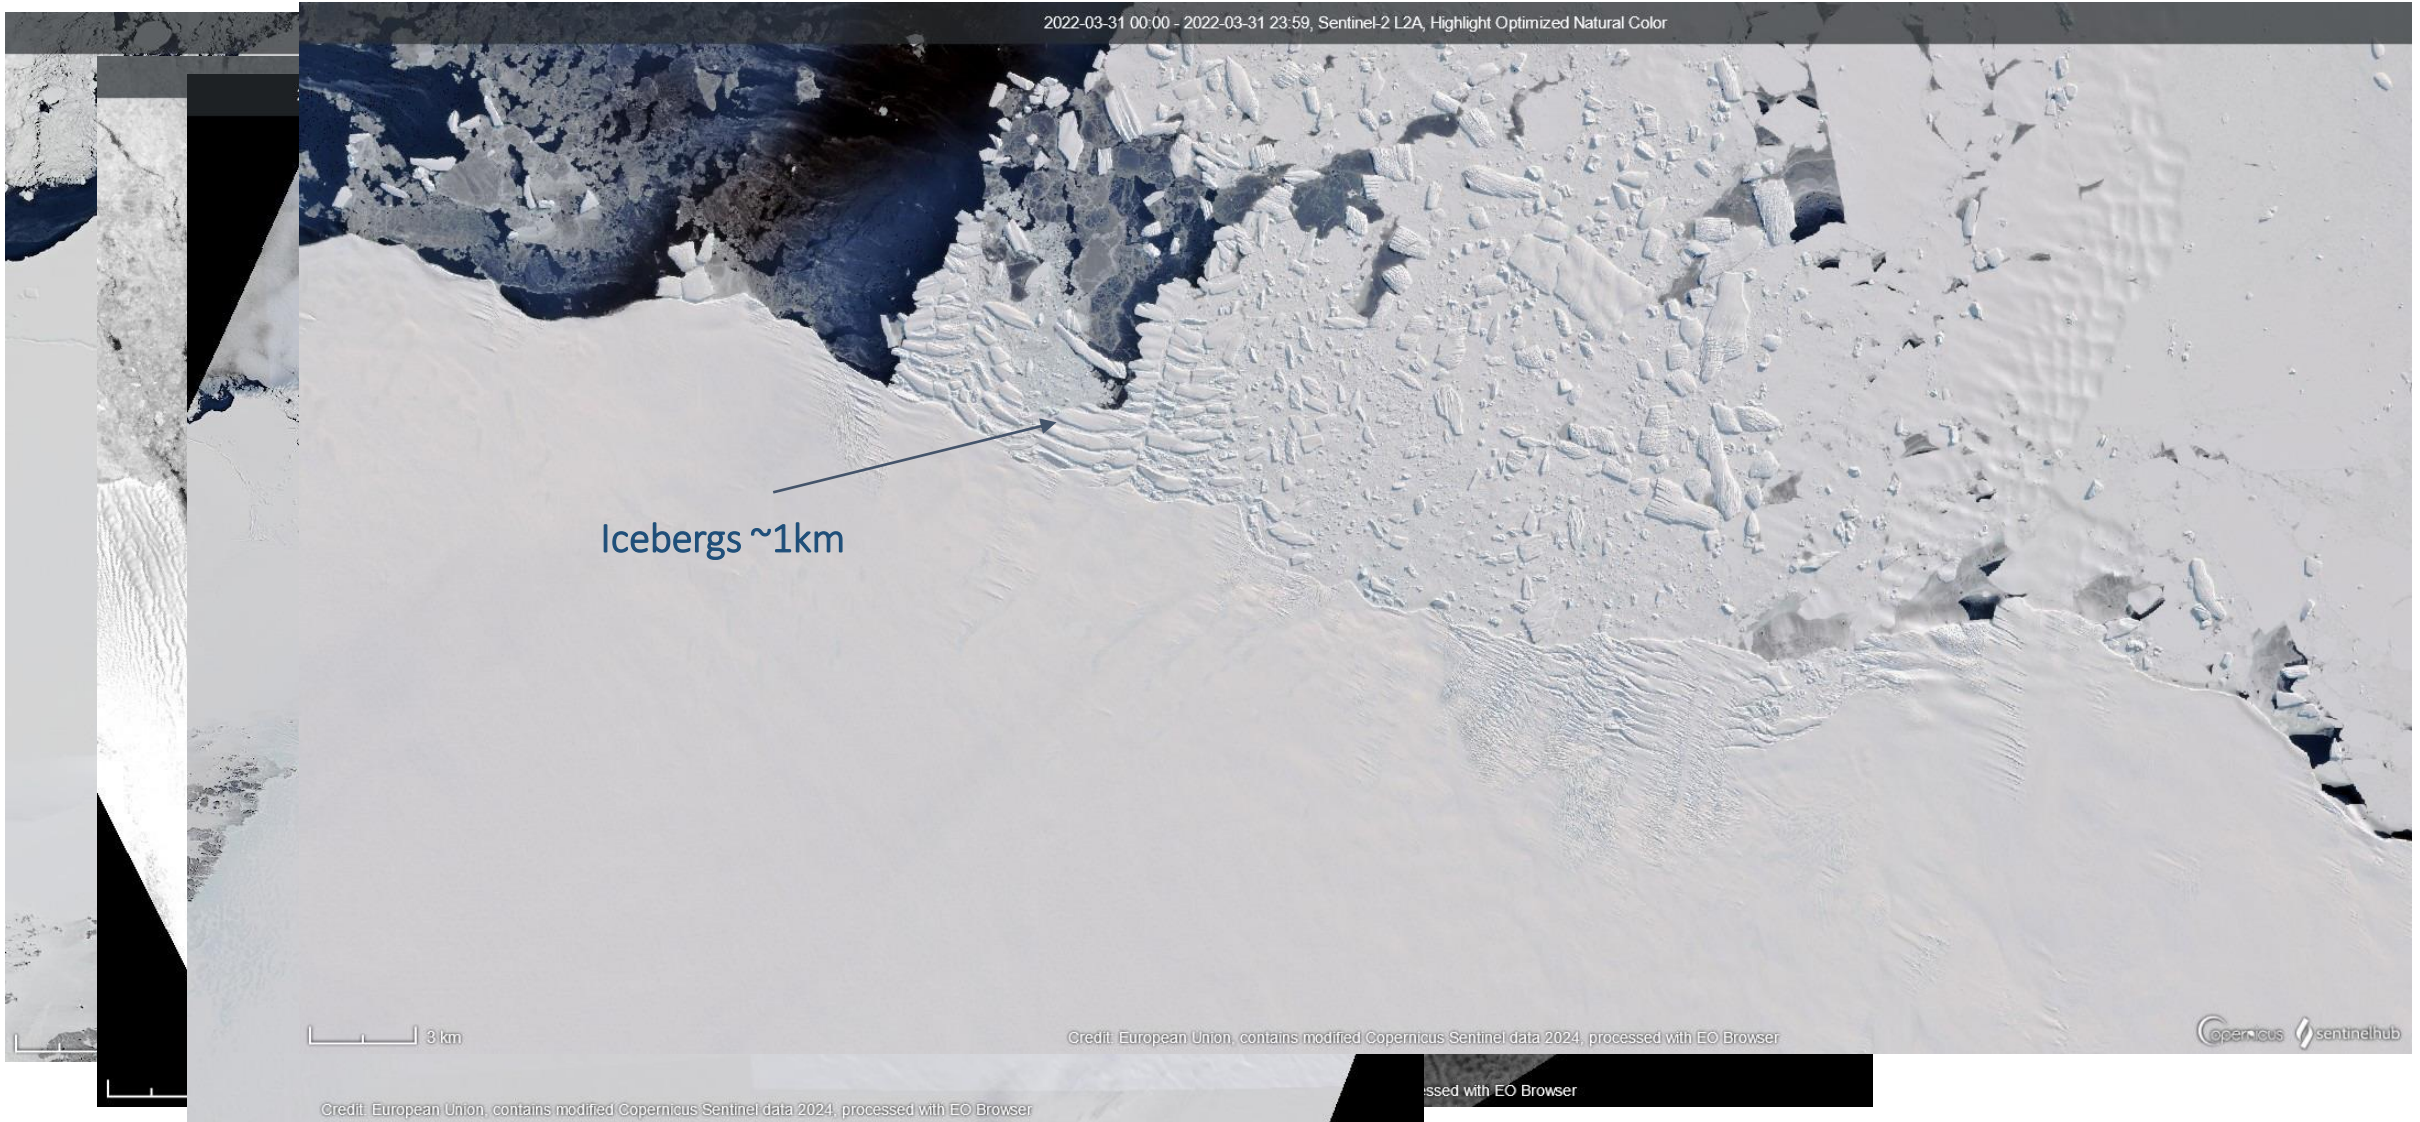 2022-03-31 00:00 - 2022-03-31 23:59, Sentinel-2 L2A, Highlight Optimized Natural Color
Icebergs ~1km
3 km
Credit: European Union, contains modified Copernicus Sentinel data 2024, processed with EO Browser
opernicus sentinelhub
essed with EO Browser
Credit: European Union, contains modified Copernicus Sentinel data 2024, processed with EO Browser